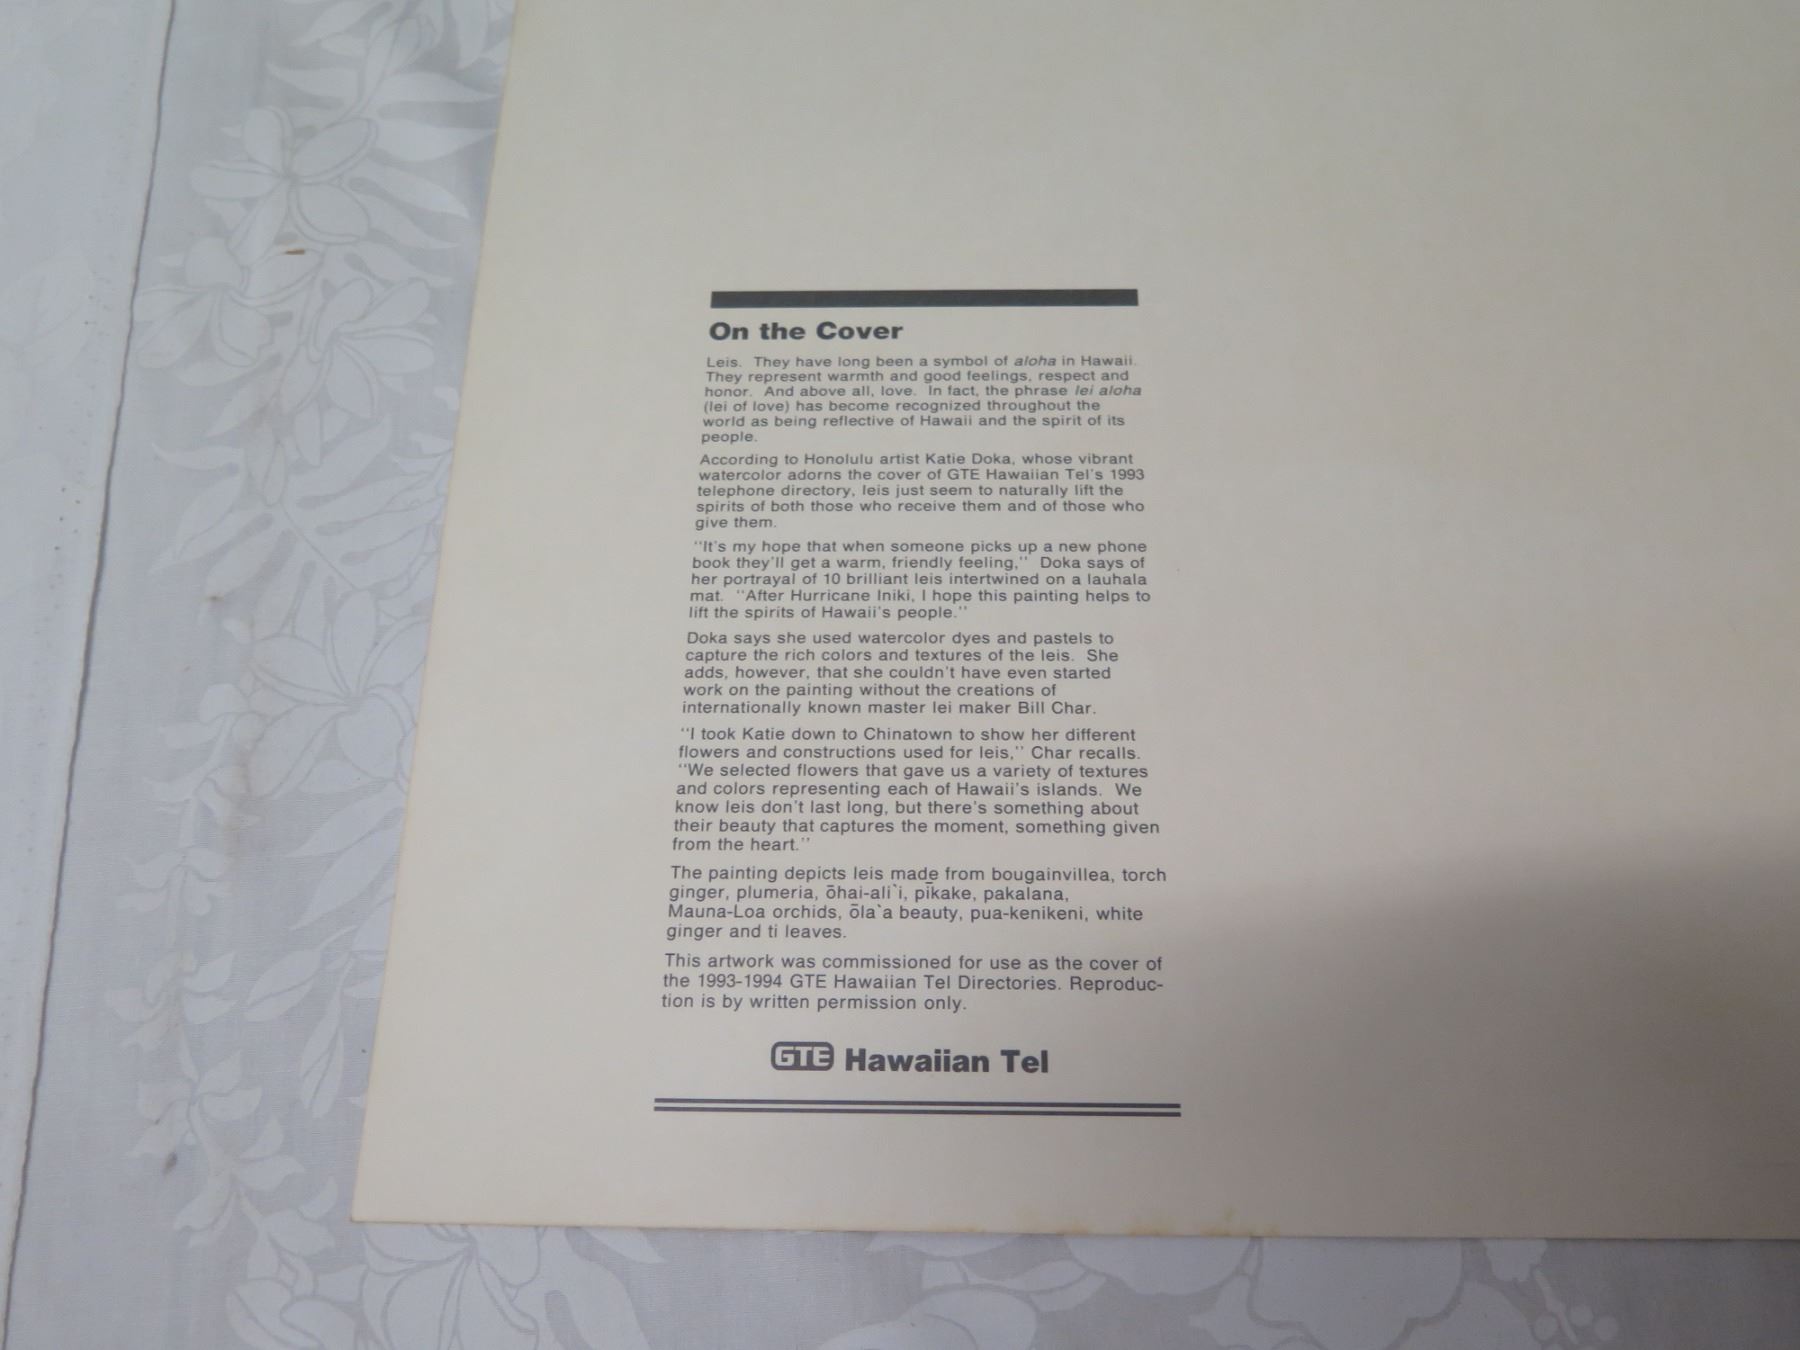 On the Cover
Leis. They have long been a symbol of aloha in Hawaii.
They represent warmth and good feelings, respect and
honor. And above all, love. In fact, the phrase lei aloha
(lei of love) has become recognized throughout the
world as being reflective of Hawaii and the spirit of its
people.
According to Honolulu artist Katie Doka, whose vibrant
watercolor adorns the cover of GTE Hawaiian Tel's 1993
telephone directory, leis just seem to naturally lift the
spirits of both those who receive them and of those who
give them.
"It's my hope that when someone picks up a new phone
book they'll get a warm, friendly feeling," Doka says of
her portrayal of 10 brilliant leis intertwined on a lauhala
mat. "After Hurricane Iniki, I hope this painting helps to
lift the spirits of Hawaii's people."
Doka says she used watercolor dyes and pastels to
capture the rich colors and textures of the leis. She
adds, however, that she couldn't have even started
work on the painting without the creations of
internationally known master lei maker Bill Char.
"I took Katie down to Chinatown to show her different
flowers and constructions used for leis," Char recalls.
"We selected flowers that gave us a variety of textures
and colors representing each of Hawaii's islands. We
know leis don't last long, but there's something about
their beauty that captures the moment, something given
from the heart."
The painting depicts leis made from bougainvillea, torch
ginger, plumeria, ōhai-ali`i, pīkake, pakalana,
Mauna-Loa orchids, ōla`a beauty, pua-kenikeni, white
ginger and ti leaves.
This artwork was commissioned for use as the cover of
the 1993-1994 GTE Hawaiian Tel Directories. Reproduc-
tion is by written permission only.
GTE Hawaiian Tel